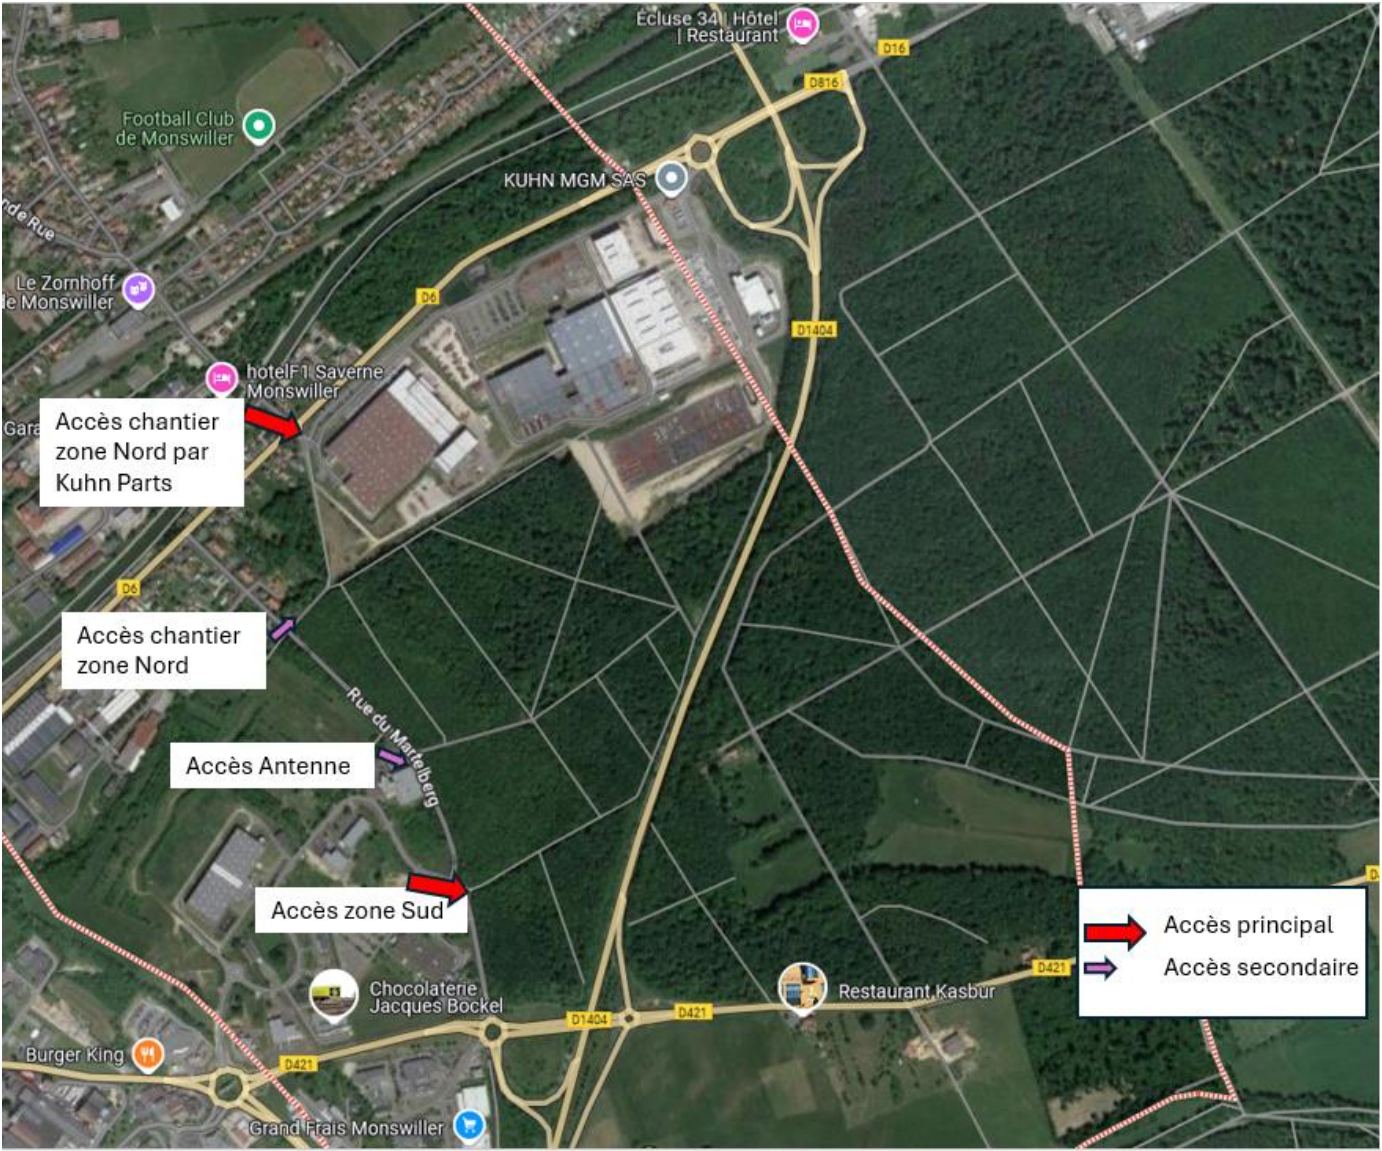 Écluse 34 | Hôtel
| Restaurant
D16
D816
Football Club
de Monswiller
KUHN MGM SAS
Rue
Le Zornhoff
de Monswiller
D6
D1404
hotelF1 Saverne
Monswiller
Accès chantier
zone Nord par
Kuhn Parts
D6
Accès chantier
zone Nord
Rue du Martelberg
Accès Antenne
Accès zone Sud
Accès principal
Accès secondaire
D421
Chocolaterie
Jacques Bockel
Restaurant Kasbur
D1404
D421
Burger King
D421
Grand Frais Monswiller